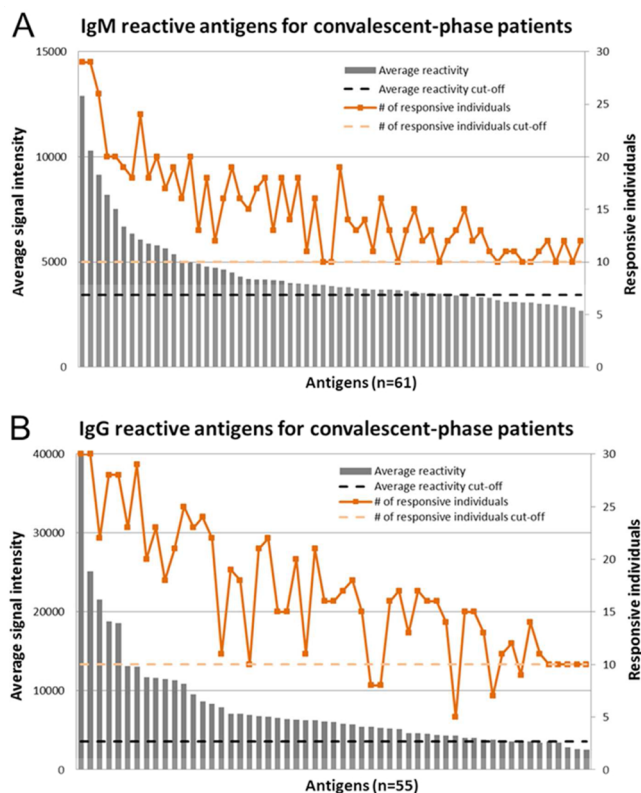 A
IgM reactive antigens for convalescent-phase patients
15000
10000
5000
0
Average signal intensity
Average reactivity
Average reactivity cut-off
# of responsive individuals
# of responsive individuals cut-off
30
25
20
15
10
5
0
Responsive individuals
Antigens (n=61)
B
IgG reactive antigens for convalescent-phase patients
40000
30000
20000
10000
0
Average signal intensity
Average reactivity
Average reactivity cut-off
# of responsive individuals
# of responsive individuals cut-off
30
25
20
15
10
5
0
Responsive individuals
Antigens (n=55)